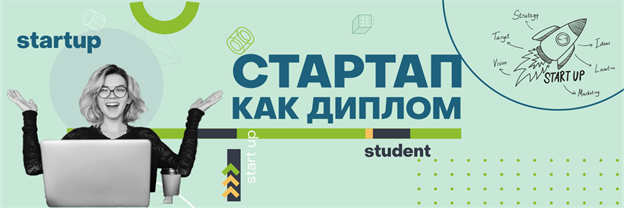 startup
СТАРТАП
КАК ДИПЛОМ
student
start up
Strategy
Target
Ideas
Vision
Location
START UP
Marketing